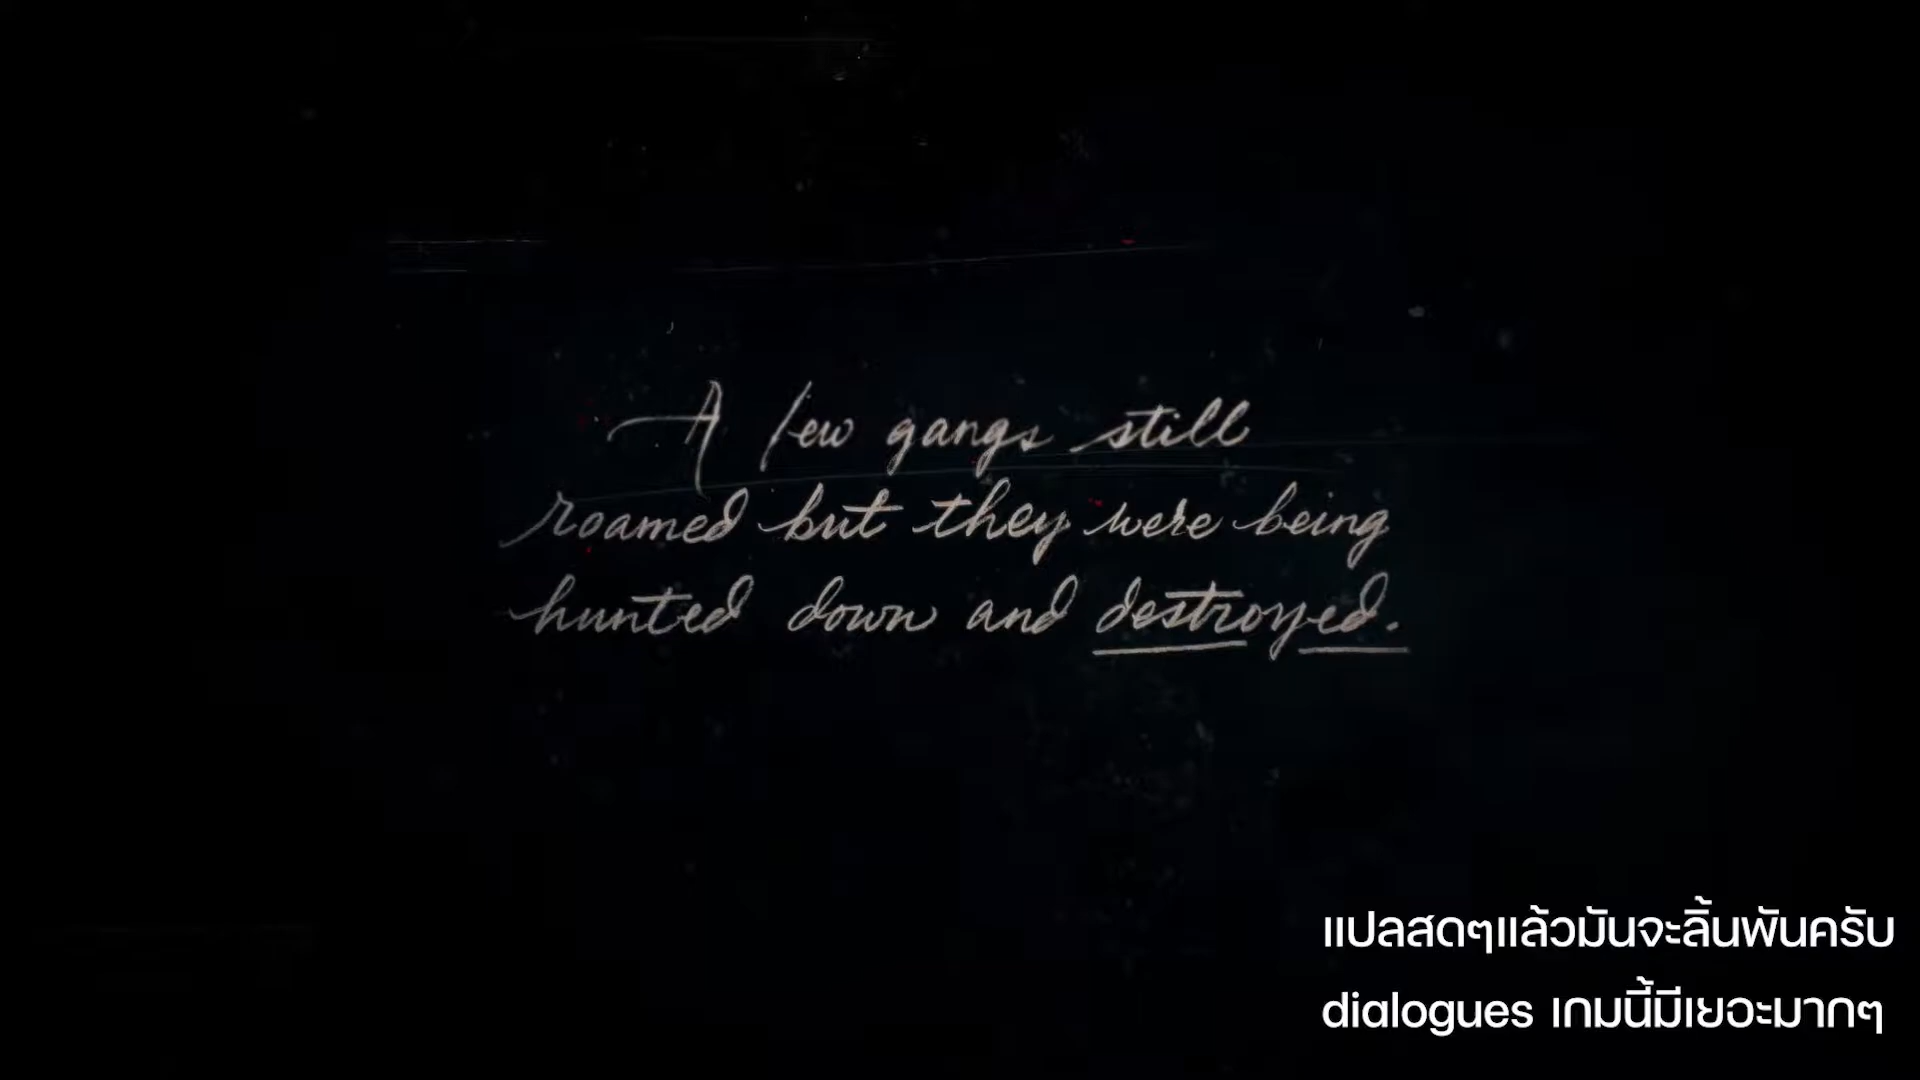 A few gangs still
roamed but they were being
hunted down and destroyed.
แปลสดๆแล้วมันจะลิ้นพันครับ
dialogues เกมนี้มีเยอะมากๆ